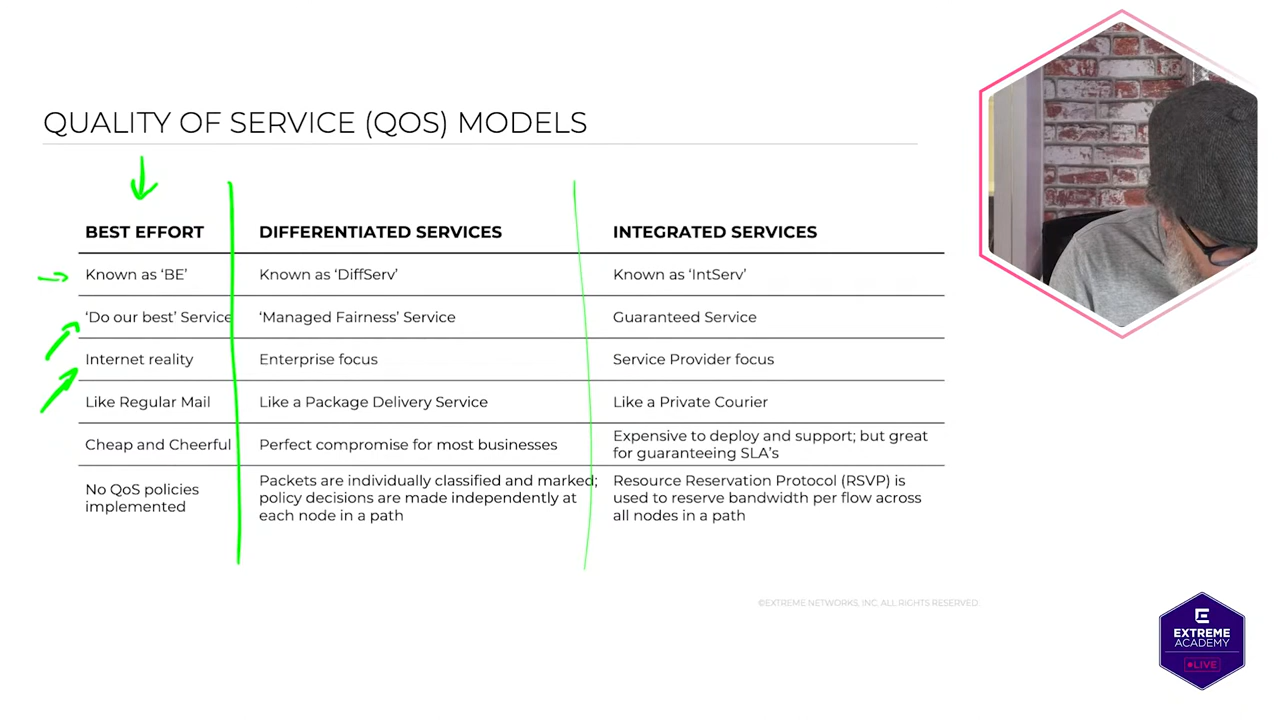 QUALITY OF SERVICE (QOS) MODELS
BEST EFFORT DIFFERENTIATED SERVICES INTEGRATED SERVICES
Known as ‘BE’ Known as ‘DiffServ’ Known as ‘IntServ’
‘Do our best’ Service ‘Managed Fairness’ Service Guaranteed Service
Internet reality Enterprise focus Service Provider focus
Like Regular Mail Like a Package Delivery Service Like a Private Courier
Cheap and Cheerful Perfect compromise for most businesses Expensive to deploy and support; but great
for guaranteeing SLA’s
No QoS policies
implemented
Packets are individually classified and marked;
policy decisions are made independently at
each node in a path
Resource Reservation Protocol (RSVP) is
used to reserve bandwidth per flow across
all nodes in a path
©EXTREME NETWORKS, INC. ALL RIGHTS RESERVED.
EXTREME
ACADEMY
LIVE